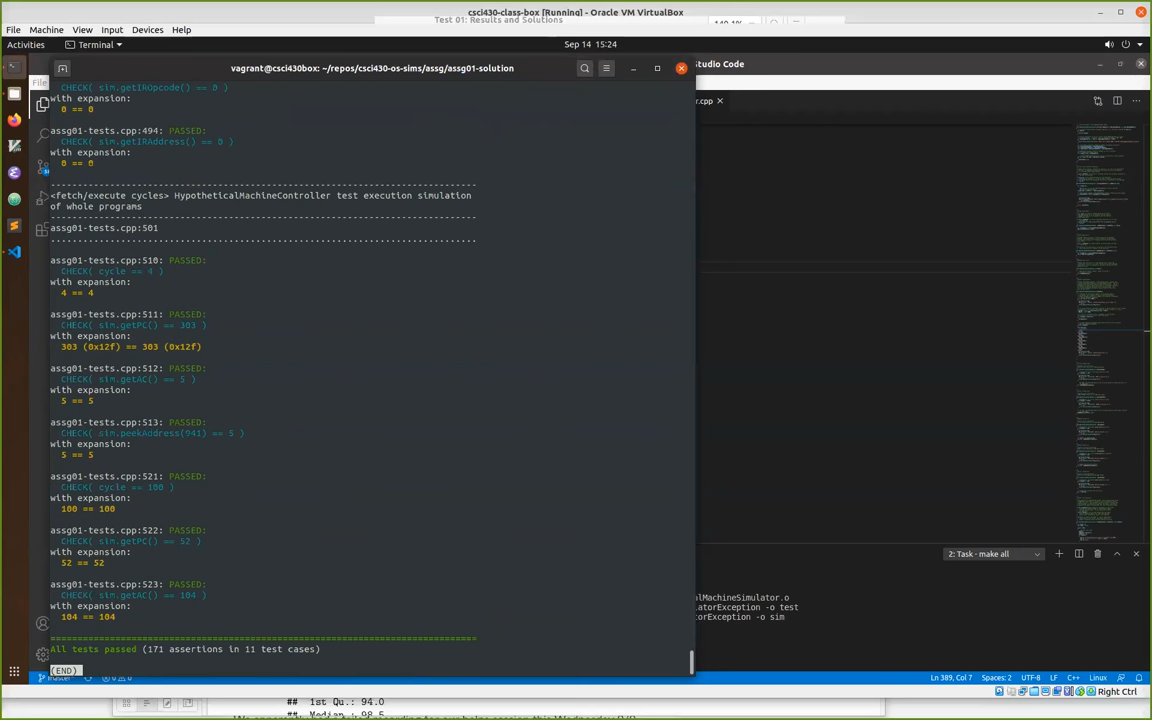 csci430-class-box [Running] - Oracle VM VirtualBox
Test 01: Results and Solutions
140.1%
File Machine View Input Devices Help
Activities Terminal Sep 14 15:24
vagrant@csci430box: ~/repos/csci430-os-sims/assg/assg01-solution
Studio Code
File
.cpp
CHECK( sim.getIROpcode() == 0 )
with expansion:
0 == 0
assg01-tests.cpp:494: PASSED:
CHECK( sim.getIRAddress() == 0 )
with expansion:
0 == 0
-------------------------------------------------------------------------------
<fetch/execute cycles> HypotheticalMachineController test execution simulation
of whole programs
-------------------------------------------------------------------------------
assg01-tests.cpp:501
...............................................................................
assg01-tests.cpp:510: PASSED:
CHECK( cycle == 4 )
with expansion:
4 == 4
assg01-tests.cpp:511: PASSED:
CHECK( sim.getPC() == 303 )
with expansion:
303 (0x12f) == 303 (0x12f)
assg01-tests.cpp:512: PASSED:
CHECK( sim.getAC() == 5 )
with expansion:
5 == 5
assg01-tests.cpp:513: PASSED:
CHECK( sim.peekAddress(941) == 5 )
with expansion:
5 == 5
assg01-tests.cpp:521: PASSED:
CHECK( cycle == 100 )
with expansion:
100 == 100
assg01-tests.cpp:522: PASSED:
CHECK( sim.getPC() == 52 )
with expansion:
52 == 52
assg01-tests.cpp:523: PASSED:
CHECK( sim.getAC() == 104 )
with expansion:
104 == 104
===============================================================================
All tests passed (171 assertions in 11 test cases)
(END)
2: Task - make all
alMachineSimulator.o
latorException -o test
latorException -o sim
master* 0 0
Ln 389, Col 7 Spaces: 2 UTF-8 LF C++ Linux
Right Ctrl
## 1st Qu.: 94.0
## Median : 98.5